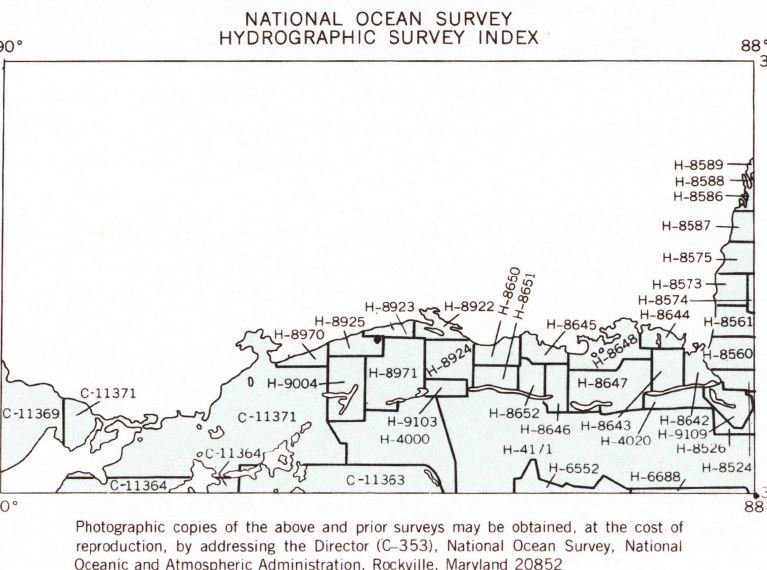 NATIONAL OCEAN SURVEY
HYDROGRAPHIC SURVEY INDEX
90°
88°
3
H-8589
H-8588
H-8586
H-8587
H-8575
H-8573
H-8574
H-8650
H-8651
H-8923
H-8922
H-8925
H-8970
H-8645
H-8644
H-8561
H-8648
H-8924
H-8560
H-8971
H-9004
H-8647
C-11371
C-11369
C-11371
H-9103
H-8652
H-8642
H-8646
H-8643
H-4020
H-9109
H-4000
H-8526
H-4171
C-11364
H-8524
H-6552
H-6688
C-11363
C-11364
0°
88
Photographic copies of the above and prior surveys may be obtained, at the cost of
reproduction, by addressing the Director (C-353), National Ocean Survey, National
Oceanic and Atmospheric Administration, Rockville, Maryland 20852